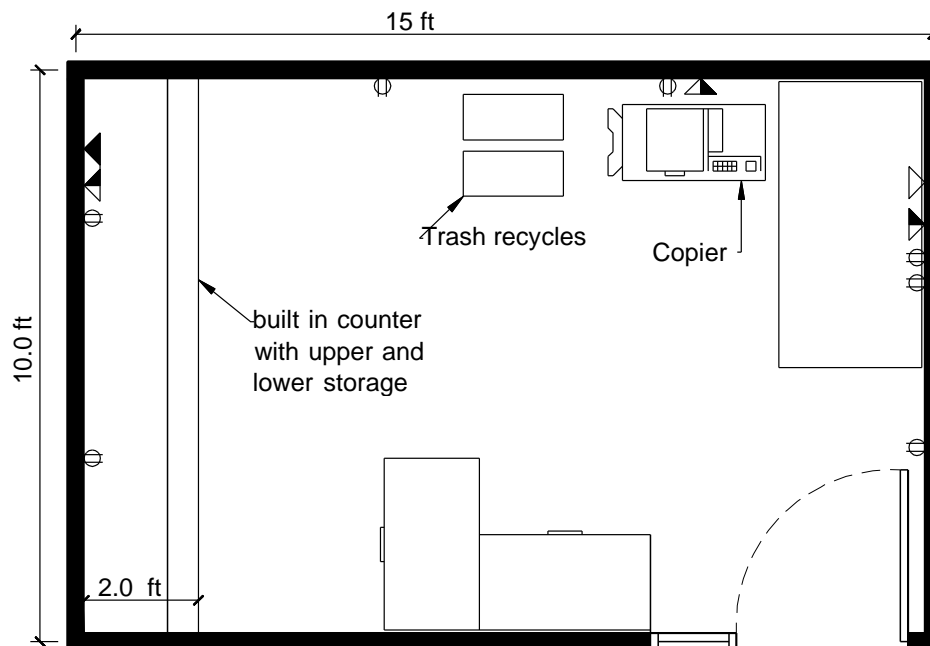 15 ft
10.0 ft
Trash recycles
Copier
built in counter
with upper and
lower storage
2.0 ft